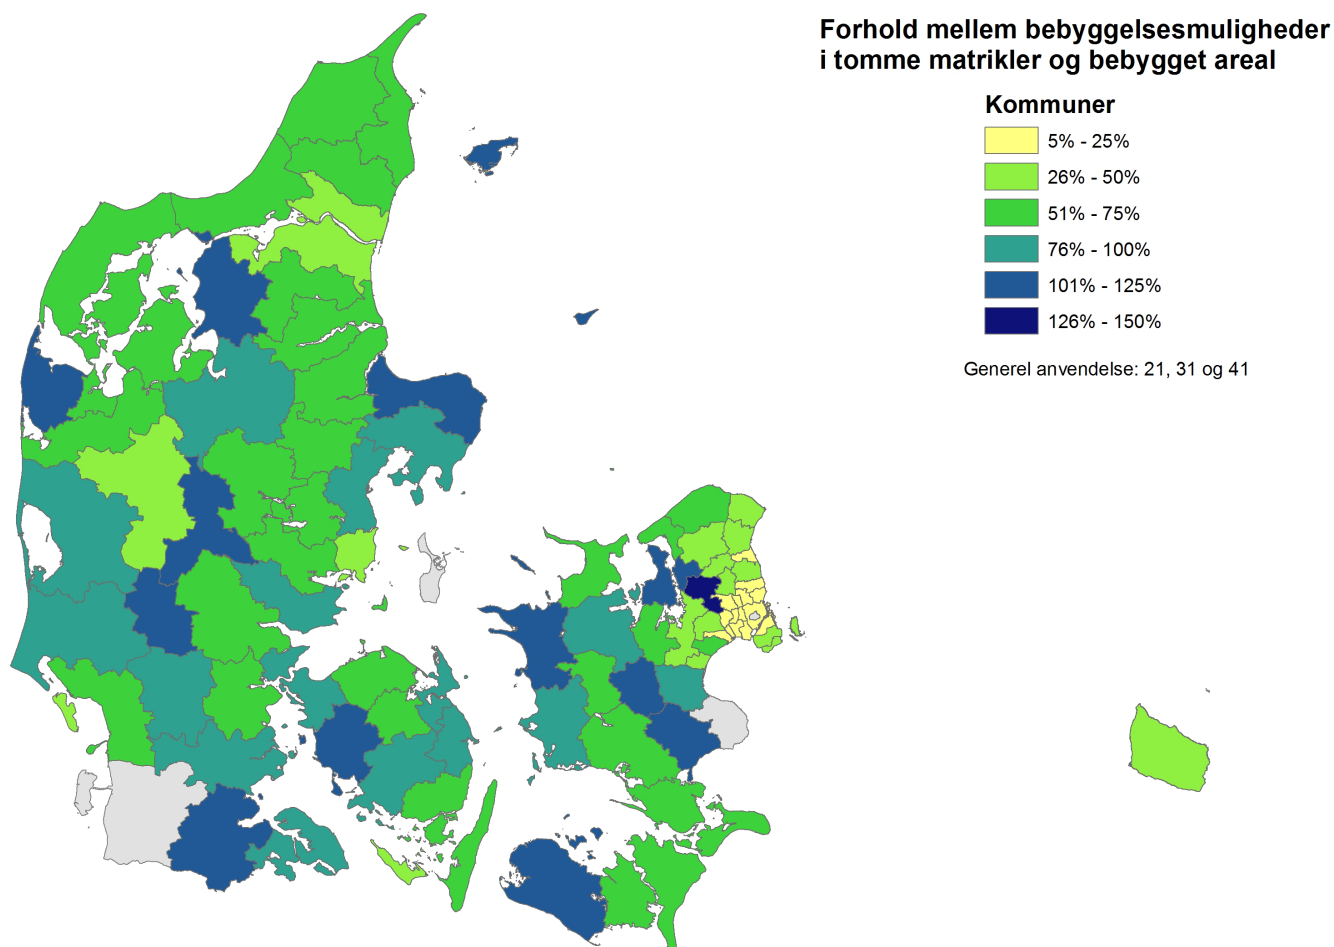 Forhold mellem bebyggelsesmuligheder
i tomme matrikler og bebygget areal
Kommuner
5% - 25%
26% - 50%
51% - 75%
76% - 100%
101% - 125%
126% - 150%
Generel anvendelse: 21, 31 og 41